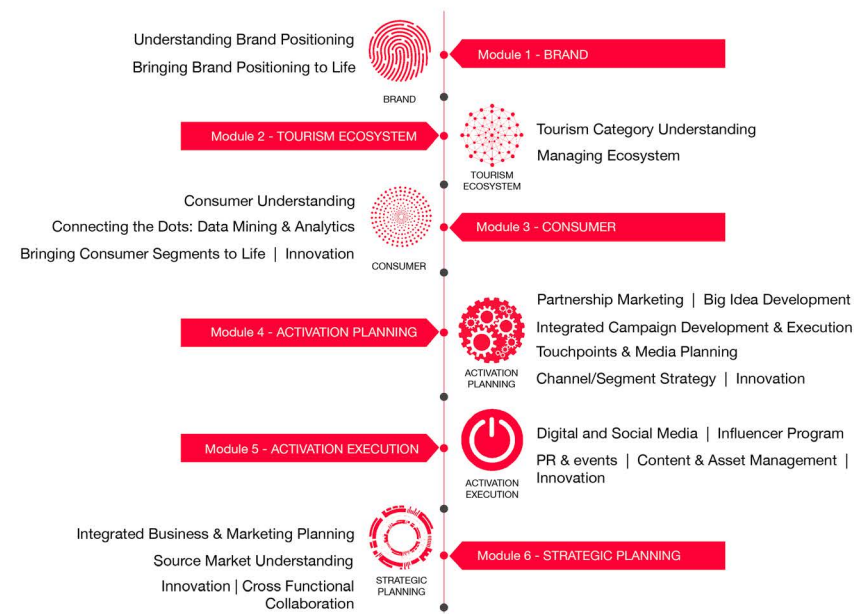 Understanding Brand Positioning
Bringing Brand Positioning to Life
BRAND
Module 1 - BRAND
Module 2 - TOURISM ECOSYSTEM
TOURISM
ECOSYSTEM
Tourism Category Understanding
Managing Ecosystem
Consumer Understanding
Connecting the Dots: Data Mining & Analytics
Bringing Consumer Segments to Life | Innovation
CONSUMER
Module 3 - CONSUMER
Module 4 - ACTIVATION PLANNING
ACTIVATION
PLANNING
Partnership Marketing | Big Idea Development
Integrated Campaign Development & Execution
Touchpoints & Media Planning
Channel/Segment Strategy | Innovation
Module 5 - ACTIVATION EXECUTION
ACTIVATION
EXECUTION
Digital and Social Media | Influencer Program
PR & events | Content & Asset Management |
Innovation
Integrated Business & Marketing Planning
Source Market Understanding
Innovation | Cross Functional
Collaboration
STRATEGIC
PLANNING
Module 6 - STRATEGIC PLANNING